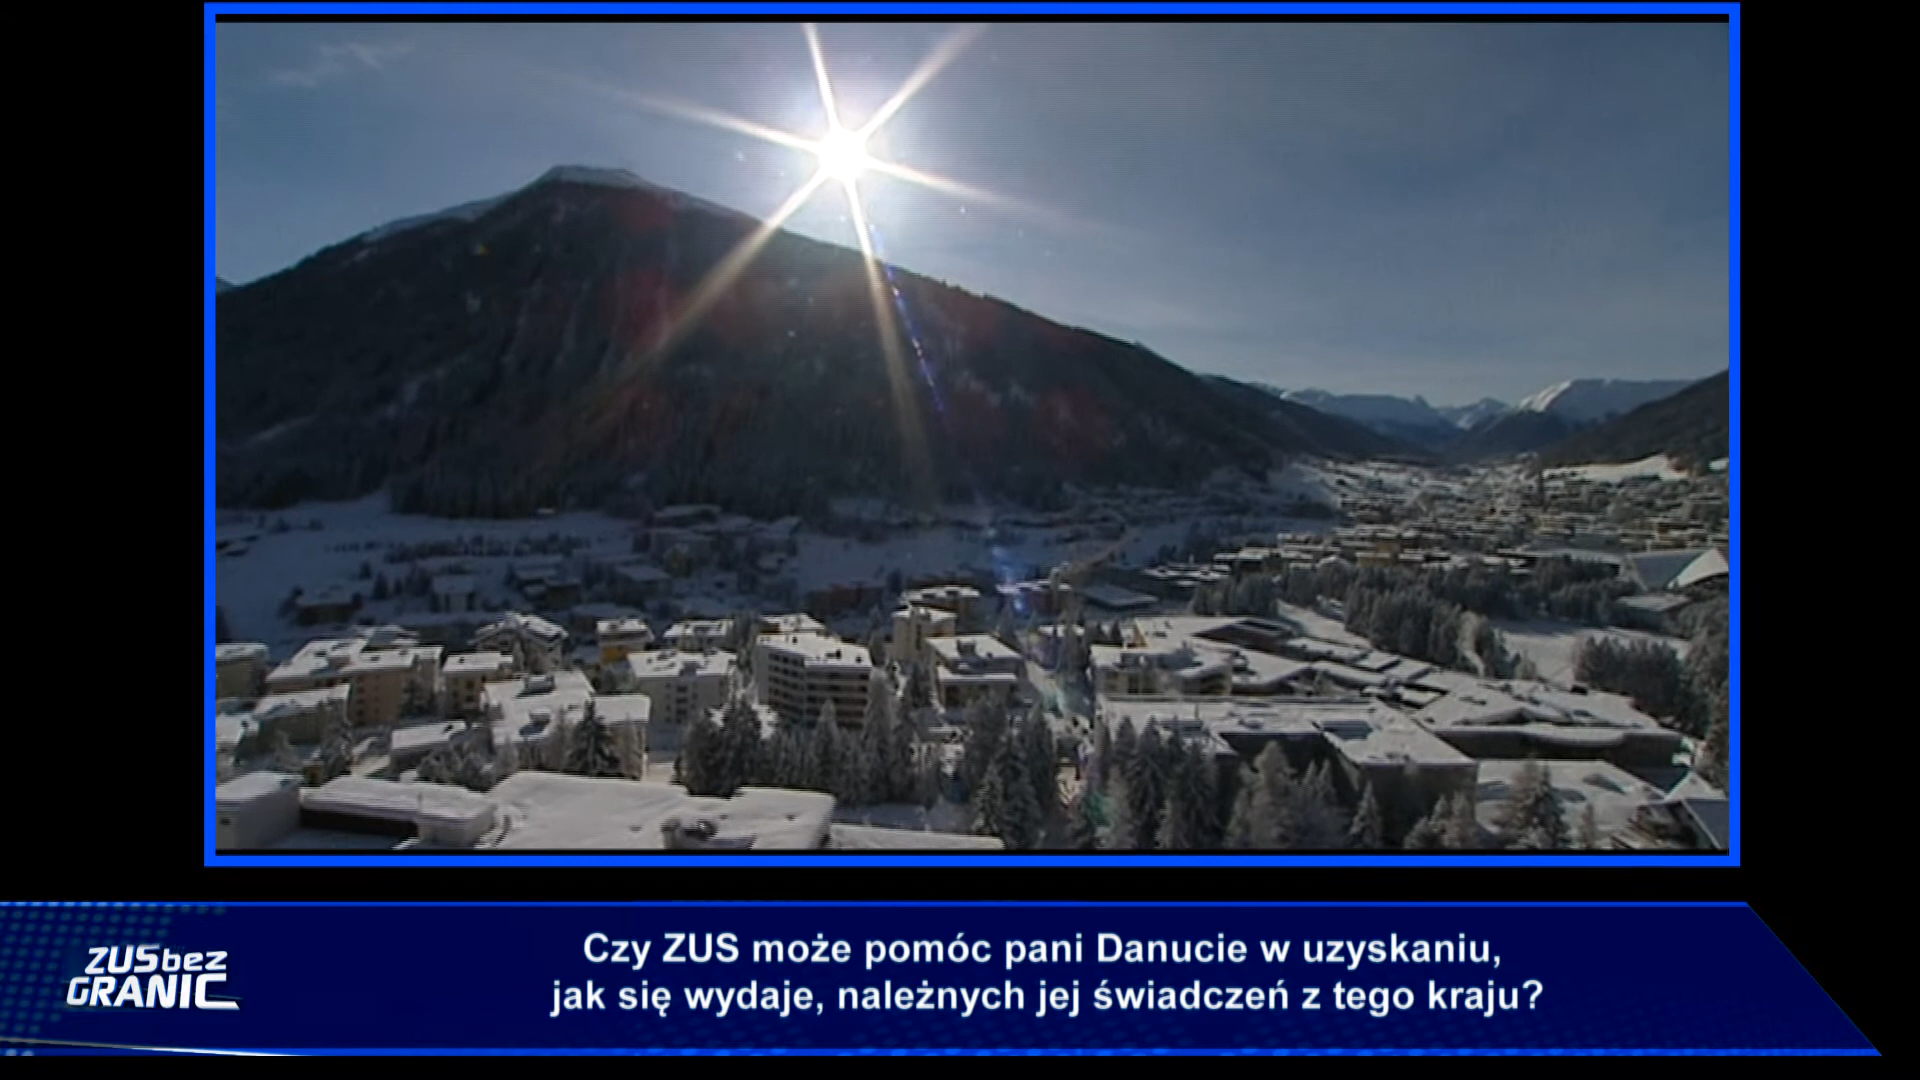 ZUS bez
GRANIC
Czy ZUS może pomóc pani Danucie w uzyskaniu,
jak się wydaje, należnych jej świadczeń z tego kraju?